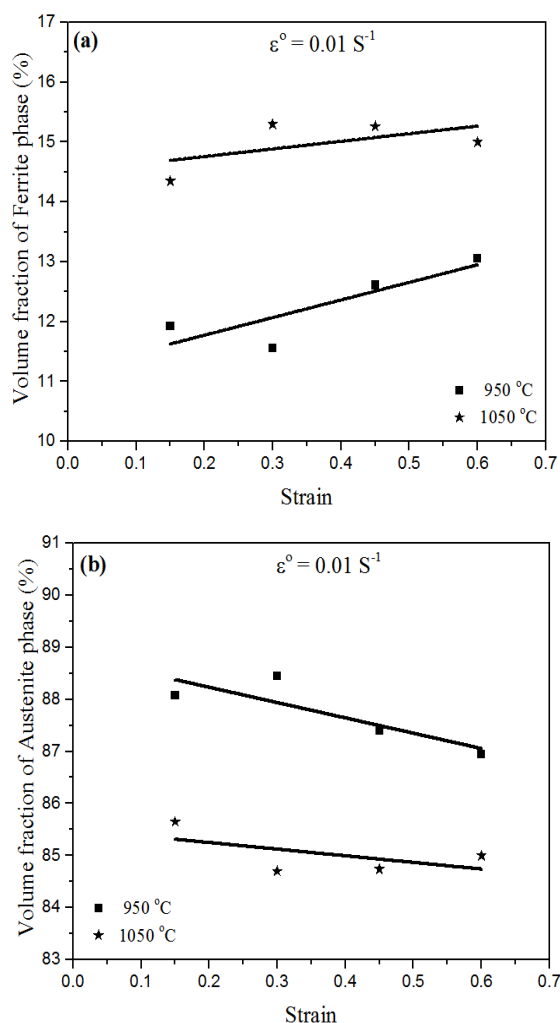 (a)
ε° = 0.01 S⁻¹
Volume fraction of Ferrite phase (%)
17
16
15
14
13
12
11
10
950 °C
1050 °C
0.0 0.1 0.2 0.3 0.4 0.5 0.6 0.7
Strain
(b)
ε° = 0.01 S⁻¹
Volume fraction of Austenite phase (%)
91
90
89
88
87
86
85
84
83
950 °C
1050 °C
0.0 0.1 0.2 0.3 0.4 0.5 0.6 0.7
Strain